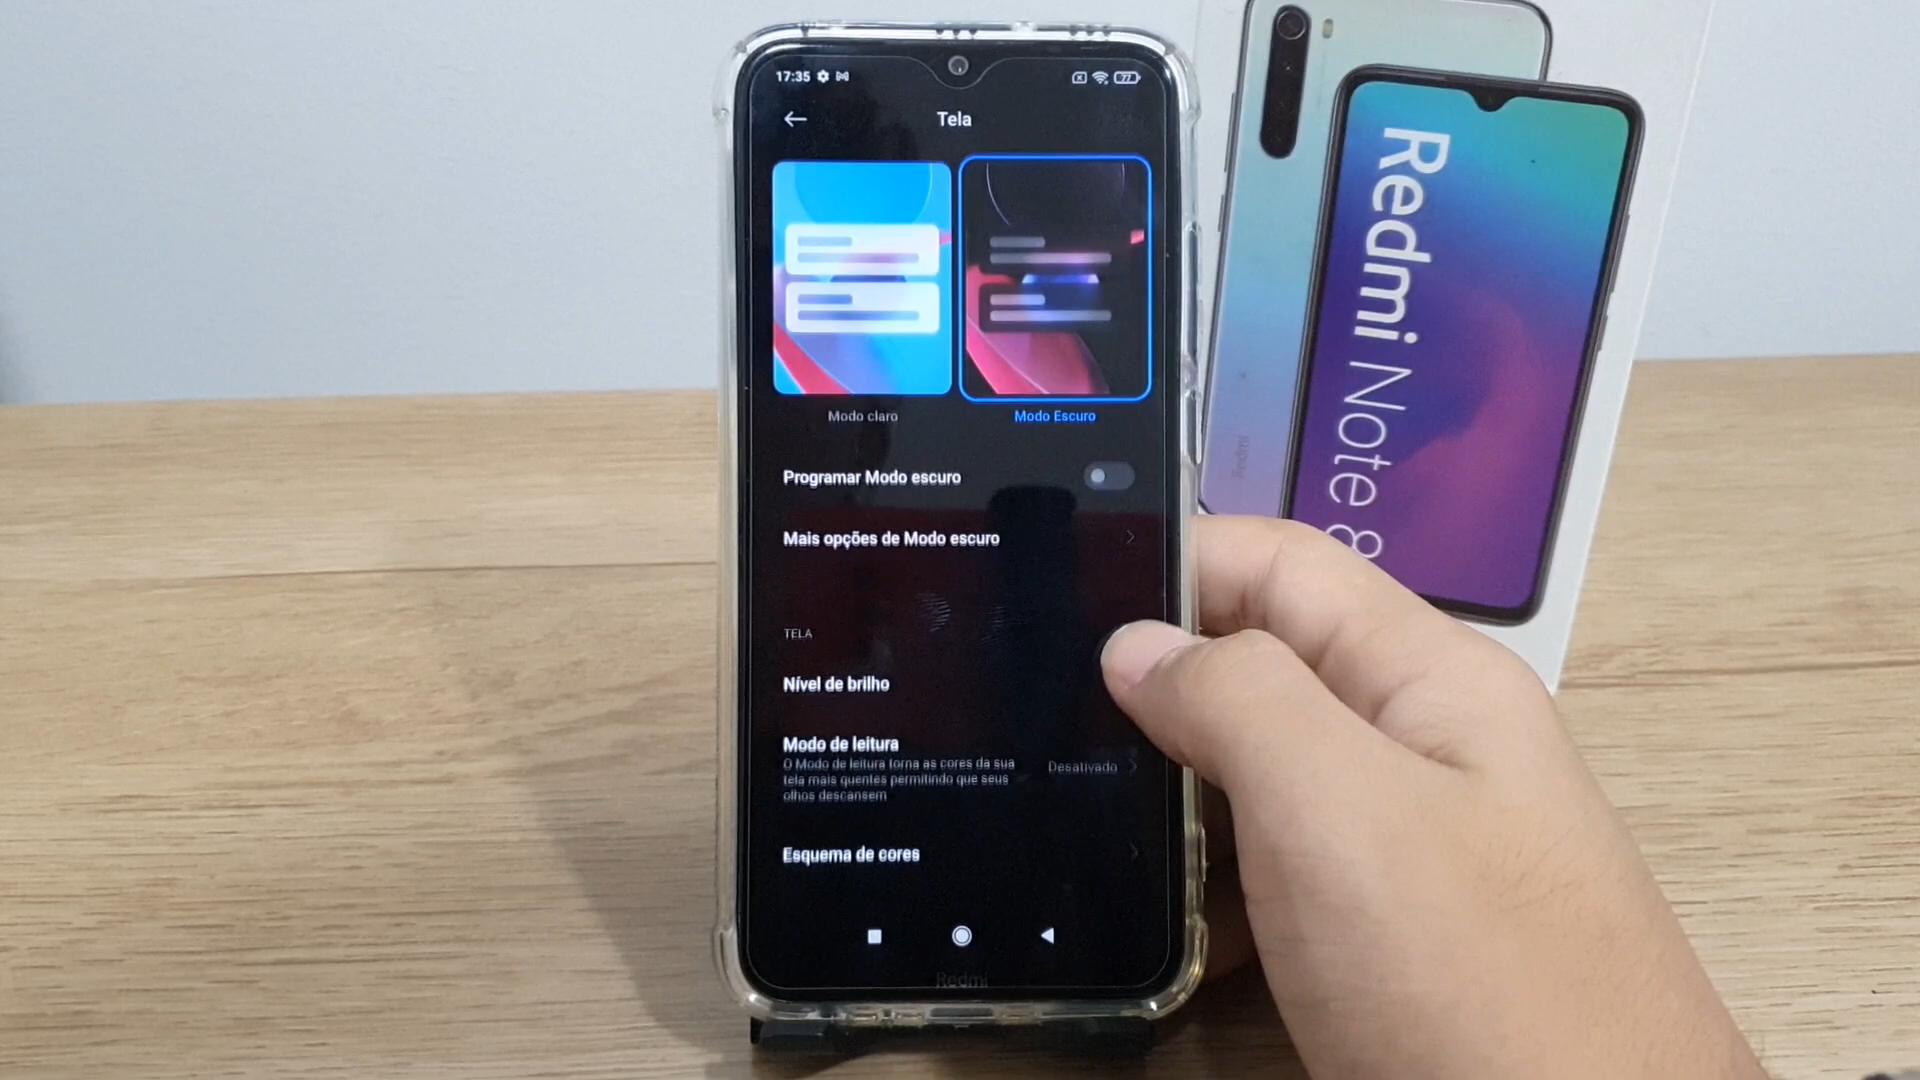 17:35
77
Tela
Modo claro
Modo Escuro
Programar Modo escuro
Mais opções de Modo escuro
TELA
Nível de brilho
Modo de leitura
O Modo de leitura torna as cores da sua
tela mais quentes permitindo que seus
olhos descansem
Desativado
Esquema de cores
Redmi
Redmi Note 8
Redmi